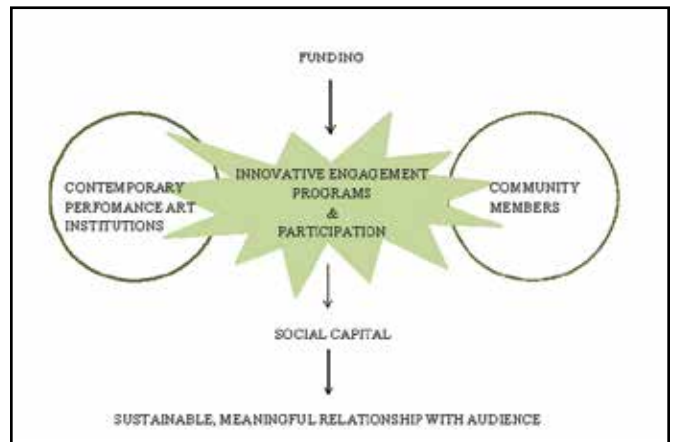 FUNDING
INNOVATIVE ENGAGEMENT
PROGRAMS
&
PARTICIPATION
CONTEMPORARY
PERFOMANCE ART
INSTITUTIONS
COMMUNITY
MEMBERS
SOCIAL CAPITAL
SUSTAINABLE, MEANINGFUL RELATIONSHIP WITH AUDIENCE